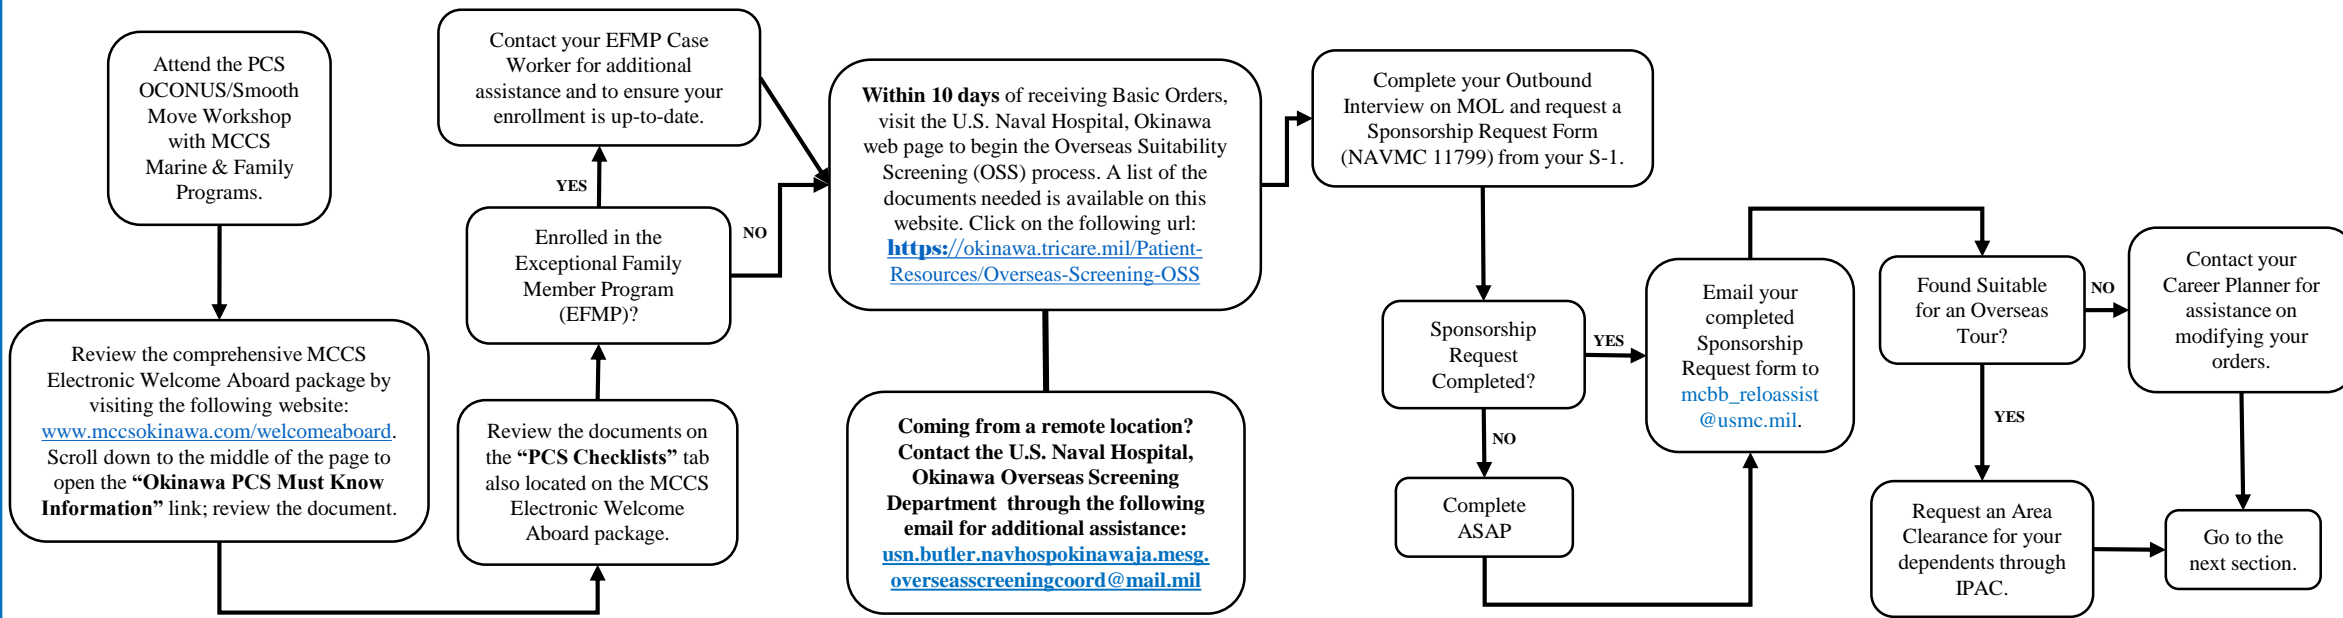 Attend the PCS
OCONUS/Smooth
Move Workshop
with MCCS
Marine & Family
Programs.
Review the comprehensive MCCS
Electronic Welcome Aboard package by
visiting the following website:
www.mccsokinawa.com/welcomeaboard.
Scroll down to the middle of the page to
open the “Okinawa PCS Must Know
Information” link; review the document.
Review the documents on
the “PCS Checklists” tab
also located on the MCCS
Electronic Welcome
Aboard package.
Enrolled in the
Exceptional Family
Member Program
(EFMP)?
YES
NO
Contact your EFMP Case
Worker for additional
assistance and to ensure your
enrollment is up-to-date.
Within 10 days of receiving Basic Orders,
visit the U.S. Naval Hospital, Okinawa
web page to begin the Overseas Suitability
Screening (OSS) process. A list of the
documents needed is available on this
website. Click on the following url:
https://okinawa.tricare.mil/Patient-
Resources/Overseas-Screening-OSS
Coming from a remote location?
Contact the U.S. Naval Hospital,
Okinawa Overseas Screening
Department through the following
email for additional assistance:
usn.butler.navhospokinawaja.mesg.
overseasscreeningcoord@mail.mil
Complete your Outbound
Interview on MOL and request a
Sponsorship Request Form
(NAVMC 11799) from your S-1.
Sponsorship
Request
Completed?
YES
NO
Complete
ASAP
Email your
completed
Sponsorship
Request form to
mcbb_reloassist
@usmc.mil.
Found Suitable
for an Overseas
Tour?
NO
YES
Contact your
Career Planner for
assistance on
modifying your
orders.
Request an Area
Clearance for your
dependents through
IPAC.
Go to the
next section.